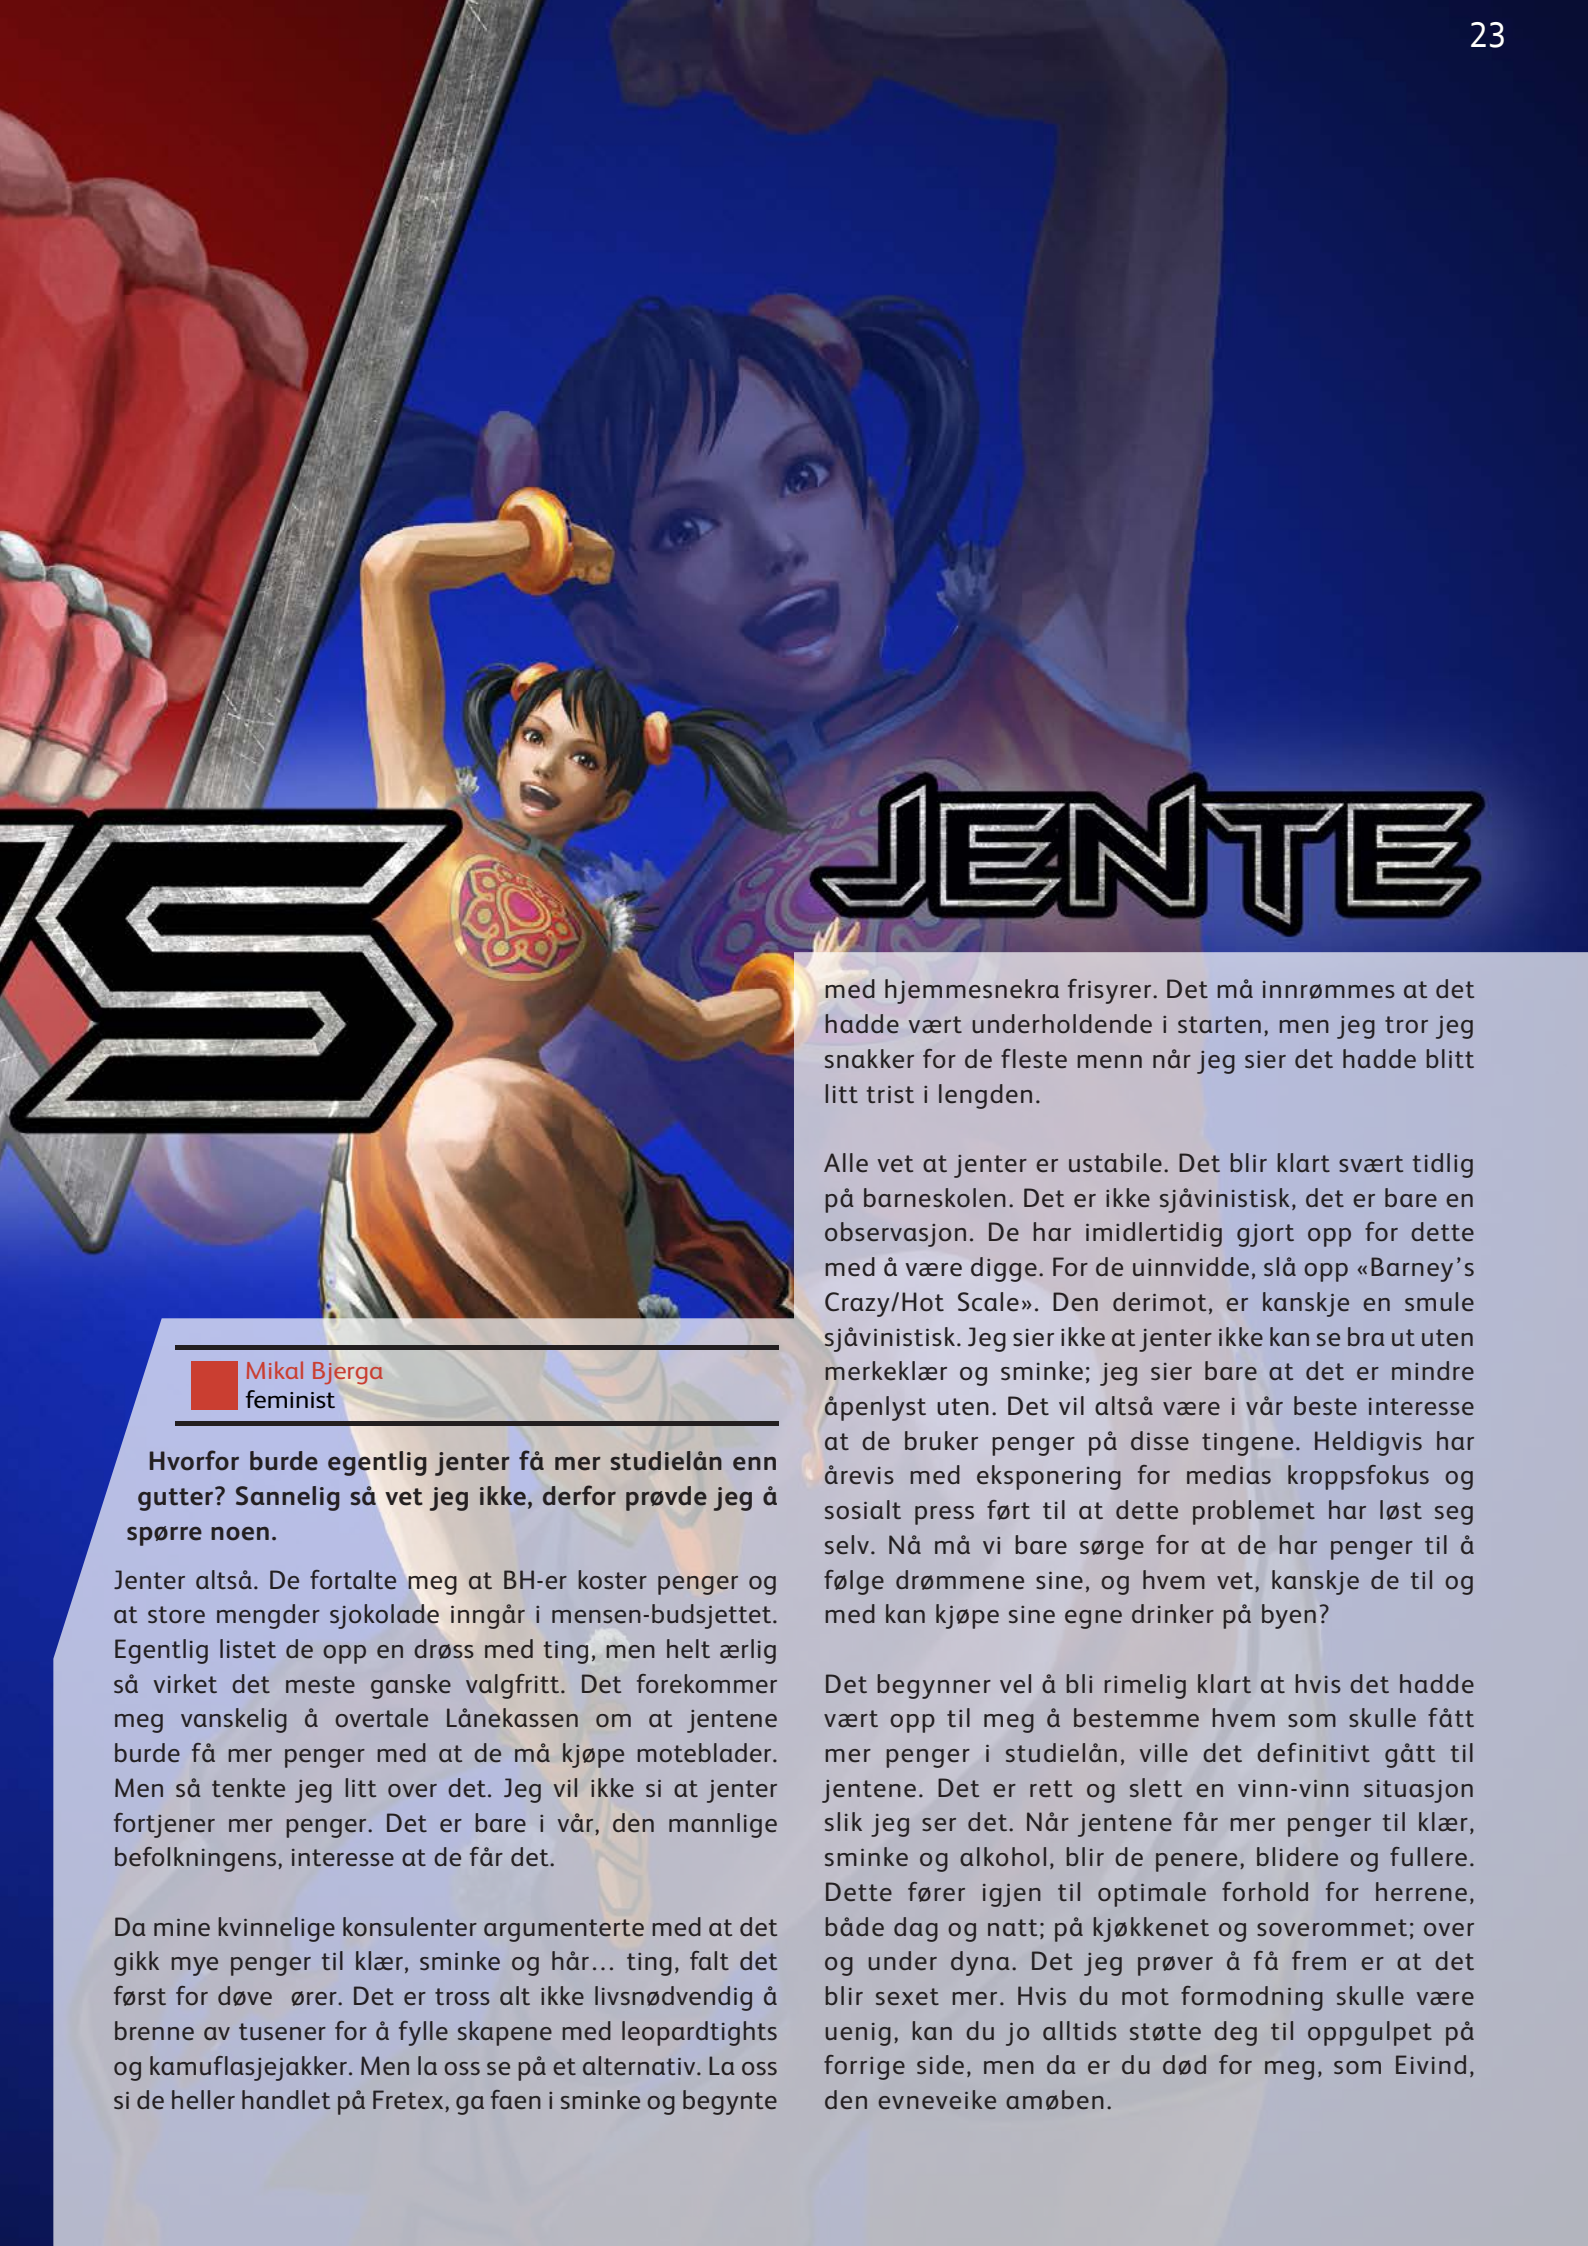 23
VS
JENTE
Mikal Bjerga
feminist
Hvorfor burde egentlig jenter få mer studielån enn
gutter? Sannelig så vet jeg ikke, derfor prøvde jeg å
spørre noen.
Jenter altså. De fortalte meg at BH-er koster penger og
at store mengder sjokolade inngår i mensen-budsjettet.
Egentlig listet de opp en drøss med ting, men helt ærlig
så virket det meste ganske valgfritt. Det forekommer
meg vanskelig å overtale Lånekassen om at jentene
burde få mer penger med at de må kjøpe moteblader.
Men så tenkte jeg litt over det. Jeg vil ikke si at jenter
fortjener mer penger. Det er bare i vår, den mannlige
befolkningens, interesse at de får det.
Da mine kvinnelige konsulenter argumenterte med at det
gikk mye penger til klær, sminke og hår… ting, falt det
først for døve ører. Det er tross alt ikke livsnødvendig å
brenne av tusener for å fylle skapene med leopardtights
og kamuflasjejakker. Men la oss se på et alternativ. La oss
si de heller handlet på Fretex, ga faen i sminke og begynte
med hjemmesnekra frisyrer. Det må innrømmes at det
hadde vært underholdende i starten, men jeg tror jeg
snakker for de fleste menn når jeg sier det hadde blitt
litt trist i lengden.
Alle vet at jenter er ustabile. Det blir klart svært tidlig
på barneskolen. Det er ikke sjåvinistisk, det er bare en
observasjon. De har imidlertidig gjort opp for dette
med å være digge. For de uinnvidde, slå opp «Barney’s
Crazy/Hot Scale». Den derimot, er kanskje en smule
sjåvinistisk. Jeg sier ikke at jenter ikke kan se bra ut uten
merkeklær og sminke; jeg sier bare at det er mindre
åpenlyst uten. Det vil altså være i vår beste interesse
at de bruker penger på disse tingene. Heldigvis har
årevis med eksponering for medias kroppsfokus og
sosialt press ført til at dette problemet har løst seg
selv. Nå må vi bare sørge for at de har penger til å
følge drømmene sine, og hvem vet, kanskje de til og
med kan kjøpe sine egne drinker på byen?
Det begynner vel å bli rimelig klart at hvis det hadde
vært opp til meg å bestemme hvem som skulle fått
mer penger i studielån, ville det definitivt gått til
jentene. Det er rett og slett en vinn-vinn situasjon
slik jeg ser det. Når jentene får mer penger til klær,
sminke og alkohol, blir de penere, blidere og fullere.
Dette fører igjen til optimale forhold for herrene,
både dag og natt; på kjøkkenet og soverommet; over
og under dyna. Det jeg prøver å få frem er at det
blir sexet mer. Hvis du mot formodning skulle være
uenig, kan du jo alltids støtte deg til oppgulpet på
forrige side, men da er du død for meg, som Eivind,
den evneveike amøben.